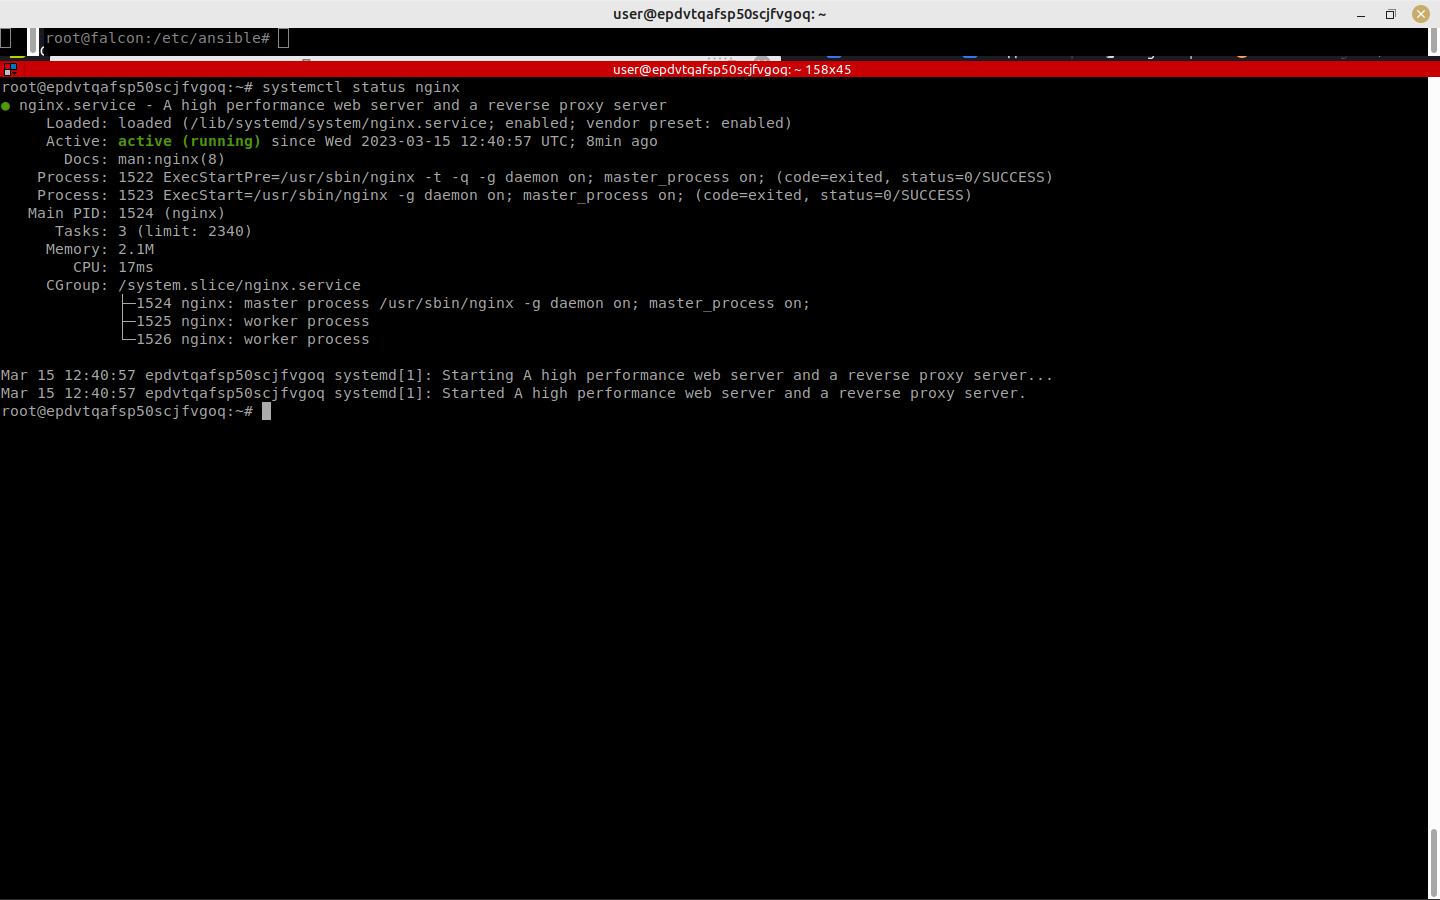 user@epdvtqafsp50scjfvgoq: ~
root@falcon:/etc/ansible#
user@epdvtqafsp50scjfvgoq: ~ 158x45
root@epdvtqafsp50scjfvgoq:~# systemctl status nginx
● nginx.service - A high performance web server and a reverse proxy server
     Loaded: loaded (/lib/systemd/system/nginx.service; enabled; vendor preset: enabled)
     Active: active (running) since Wed 2023-03-15 12:40:57 UTC; 8min ago
       Docs: man:nginx(8)
    Process: 1522 ExecStartPre=/usr/sbin/nginx -t -q -g daemon on; master_process on; (code=exited, status=0/SUCCESS)
    Process: 1523 ExecStart=/usr/sbin/nginx -g daemon on; master_process on; (code=exited, status=0/SUCCESS)
   Main PID: 1524 (nginx)
      Tasks: 3 (limit: 2340)
     Memory: 2.1M
        CPU: 17ms
     CGroup: /system.slice/nginx.service
             ├─1524 nginx: master process /usr/sbin/nginx -g daemon on; master_process on;
             ├─1525 nginx: worker process
             └─1526 nginx: worker process
Mar 15 12:40:57 epdvtqafsp50scjfvgoq systemd[1]: Starting A high performance web server and a reverse proxy server...
Mar 15 12:40:57 epdvtqafsp50scjfvgoq systemd[1]: Started A high performance web server and a reverse proxy server.
root@epdvtqafsp50scjfvgoq:~#